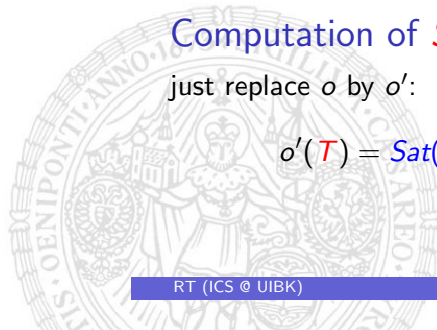 Computation of S
just replace o by o′:
o′(T) = Sat(
RT (ICS @ UIBK)